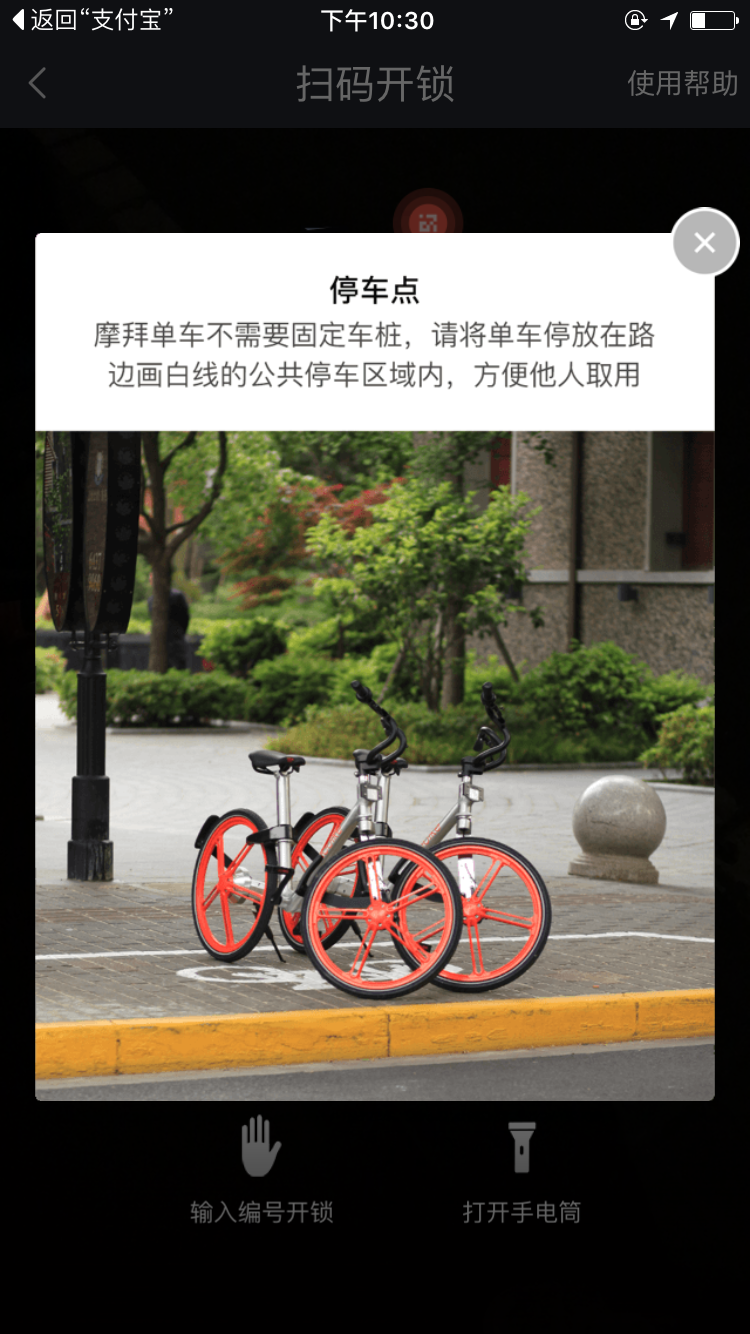 返回“支付宝”
下午10:30
扫码开锁
使用帮助
停车点
摩拜单车不需要固定车桩，请将单车停放在路
边画白线的公共停车区域内，方便他人取用
输入编号开锁
打开手电筒